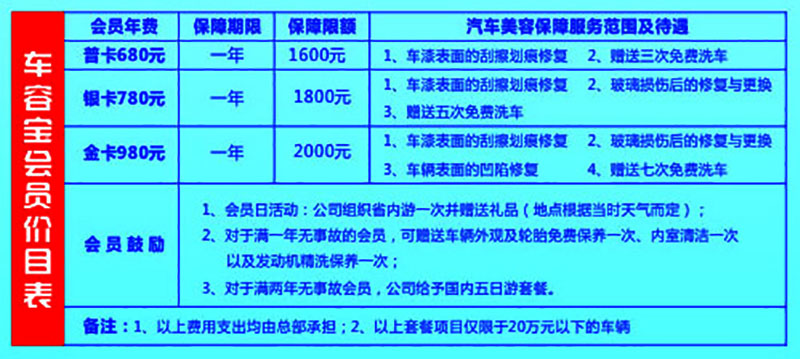 车容宝会员价目表
会员年费 保障期限 保障限额 汽车美容保障服务范围及待遇
普卡680元 一年 1600元 1、车漆表面的刮擦划痕修复 2、赠送三次免费洗车
银卡780元 一年 1800元 1、车漆表面的刮擦划痕修复 2、玻璃损伤后的修复与更换
3、赠送五次免费洗车
金卡980元 一年 2000元 1、车漆表面的刮擦划痕修复 2、玻璃损伤后的修复与更换
3、车辆表面的凹陷修复 4、赠送七次免费洗车
会员鼓励
1、会员日活动：公司组织省内游一次并赠送礼品（地点根据当时天气而定）；
2、对于满一年无事故的会员，可赠送车辆外观及轮胎免费保养一次、内室清洁一次
以及发动机精洗保养一次；
3、对于满两年无事故会员，公司给予国内五日游套餐。
备注：1、以上费用支出均由总部承担；2、以上套餐项目仅限于20万元以下的车辆